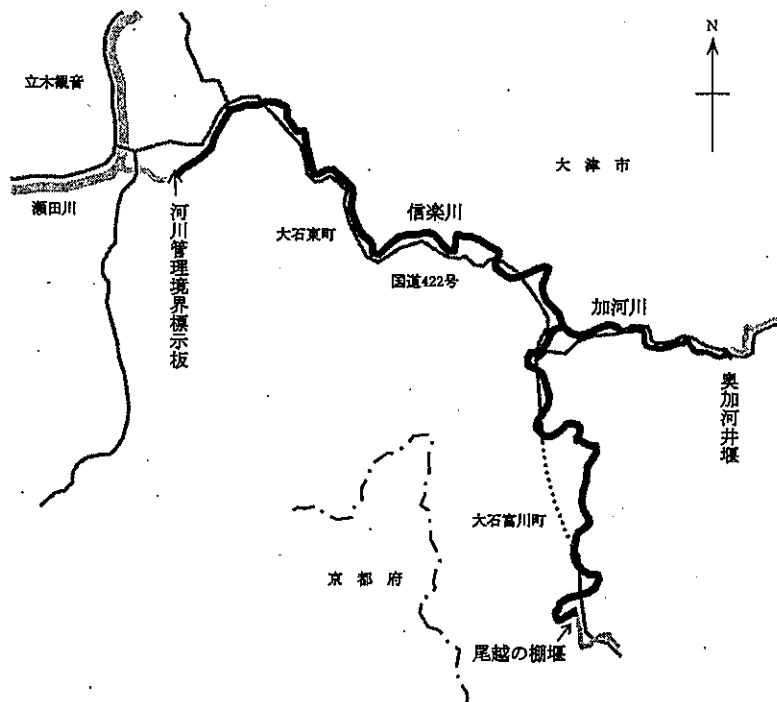 N
立木観音
大津市
瀬田川
河川管理境界標示板
大石東町
信楽川
国道422号
加河川
奥加河井堰
大石富川町
京都府
尾越の棚堰